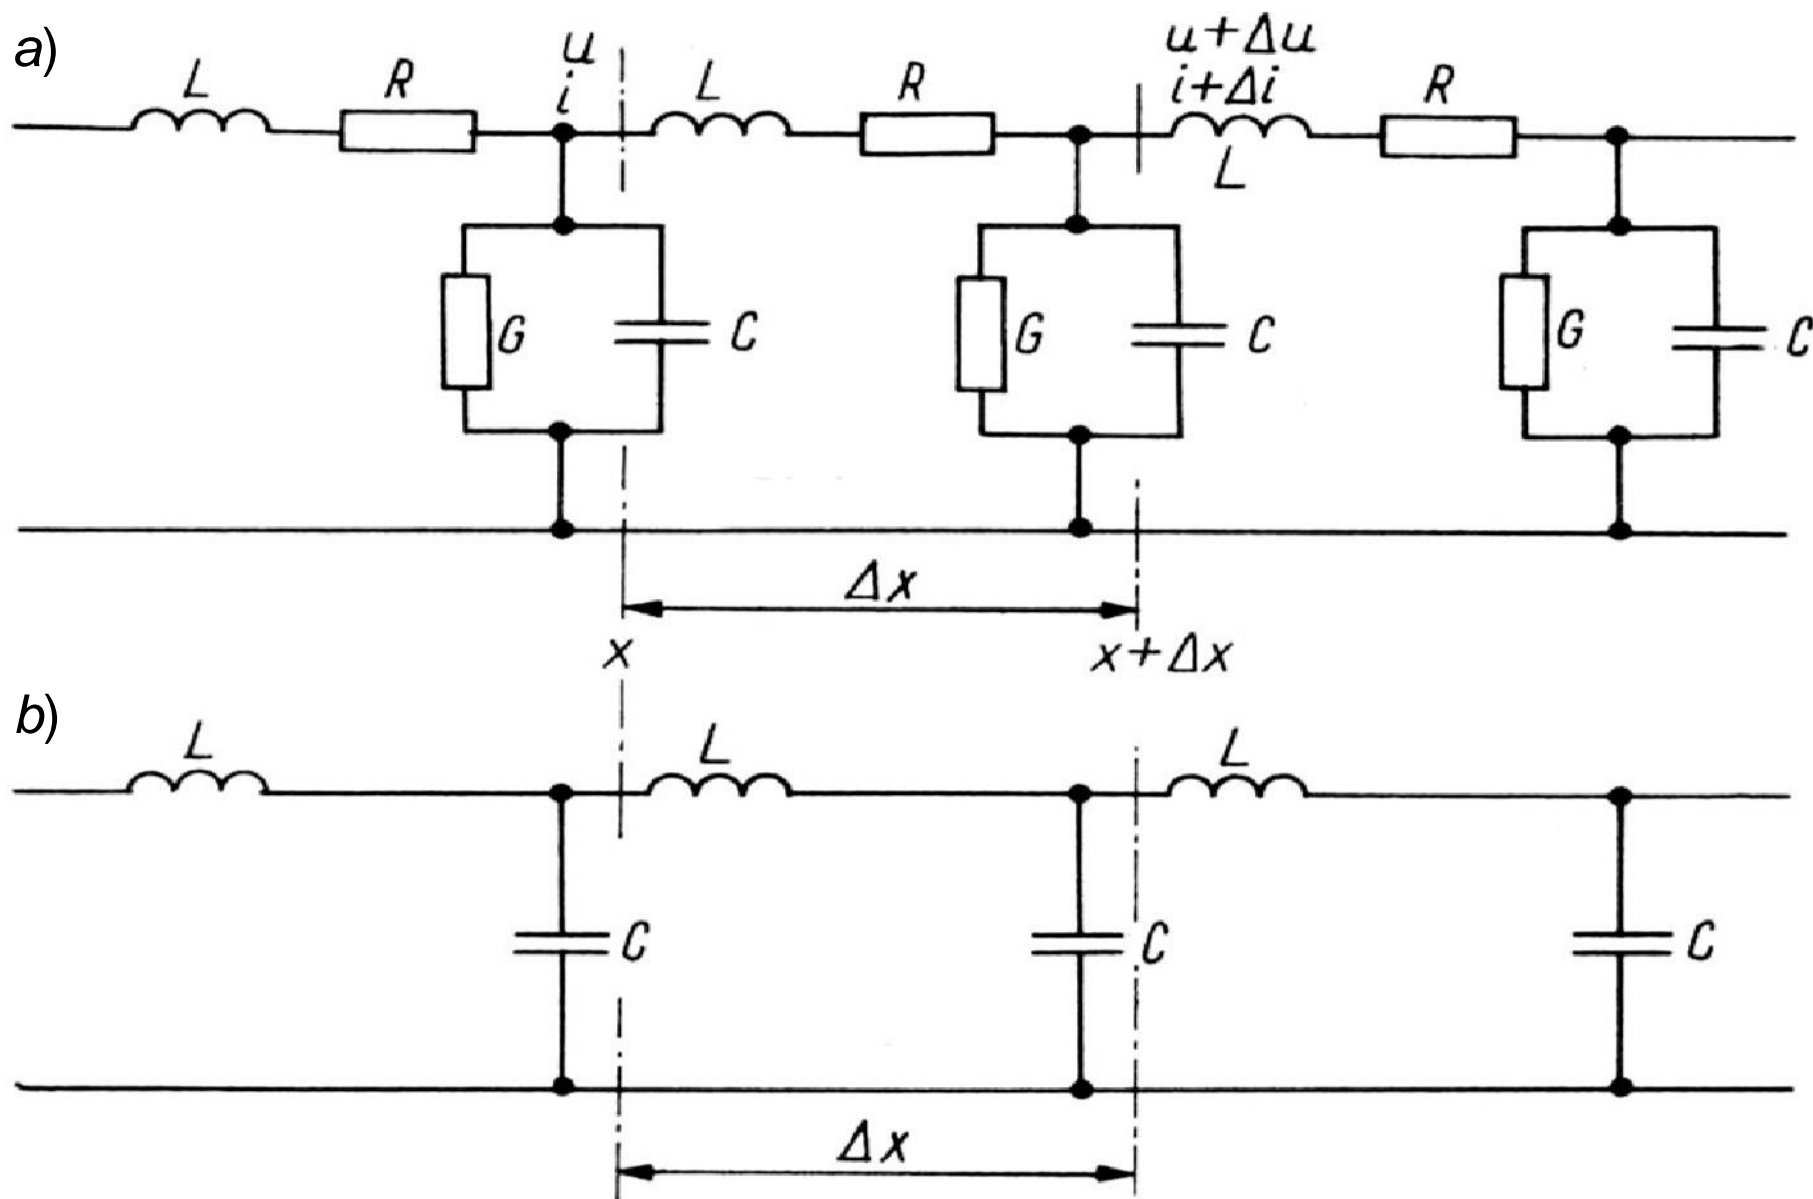 a)
u
u+Δu
L R i L R i+Δi R
L
G C G C G C
Δx
x x+Δx
b)
L L L
C C C
Δx